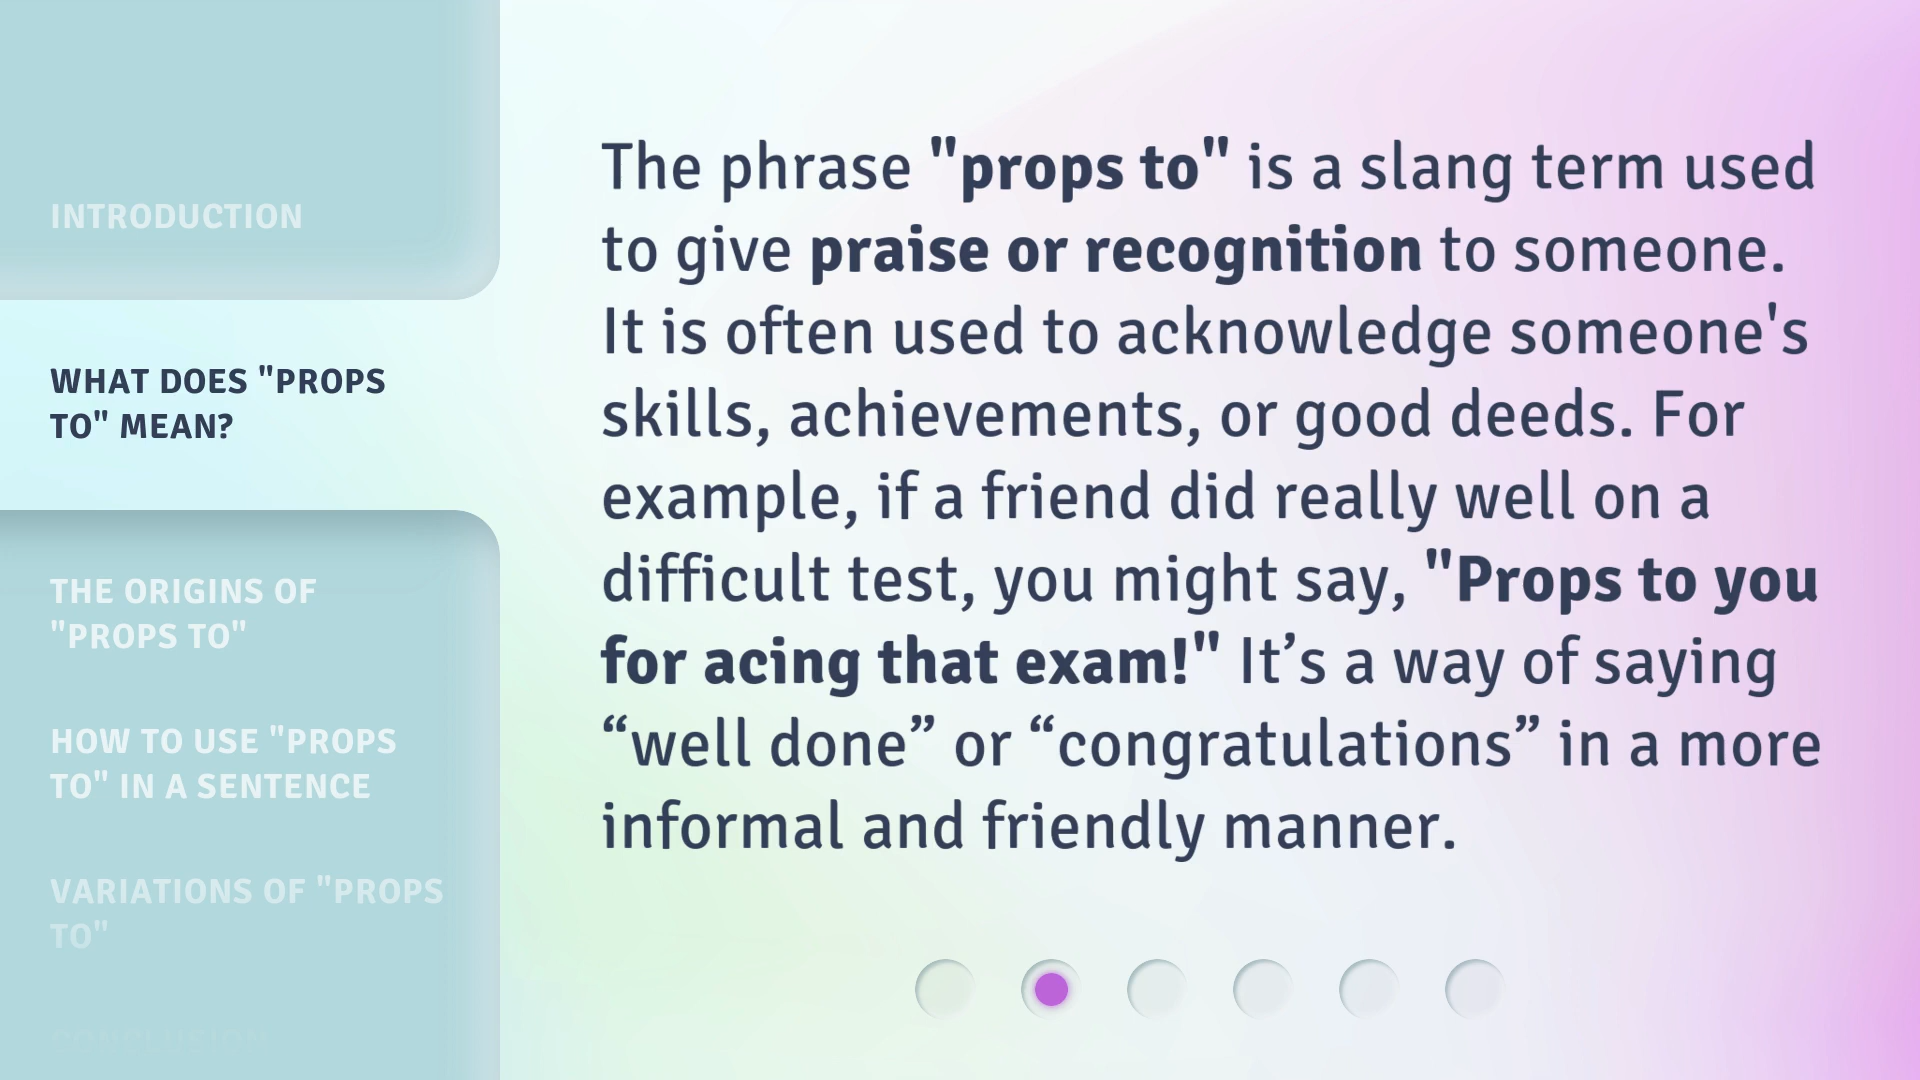 INTRODUCTION
WHAT DOES "PROPS
TO" MEAN?
THE ORIGINS OF
"PROPS TO"
HOW TO USE "PROPS
TO" IN A SENTENCE
VARIATIONS OF "PROPS
TO"
CONCLUSION
The phrase "props to" is a slang term used
to give praise or recognition to someone.
It is often used to acknowledge someone's
skills, achievements, or good deeds. For
example, if a friend did really well on a
difficult test, you might say, "Props to you
for acing that exam!" It’s a way of saying
“well done” or “congratulations” in a more
informal and friendly manner.